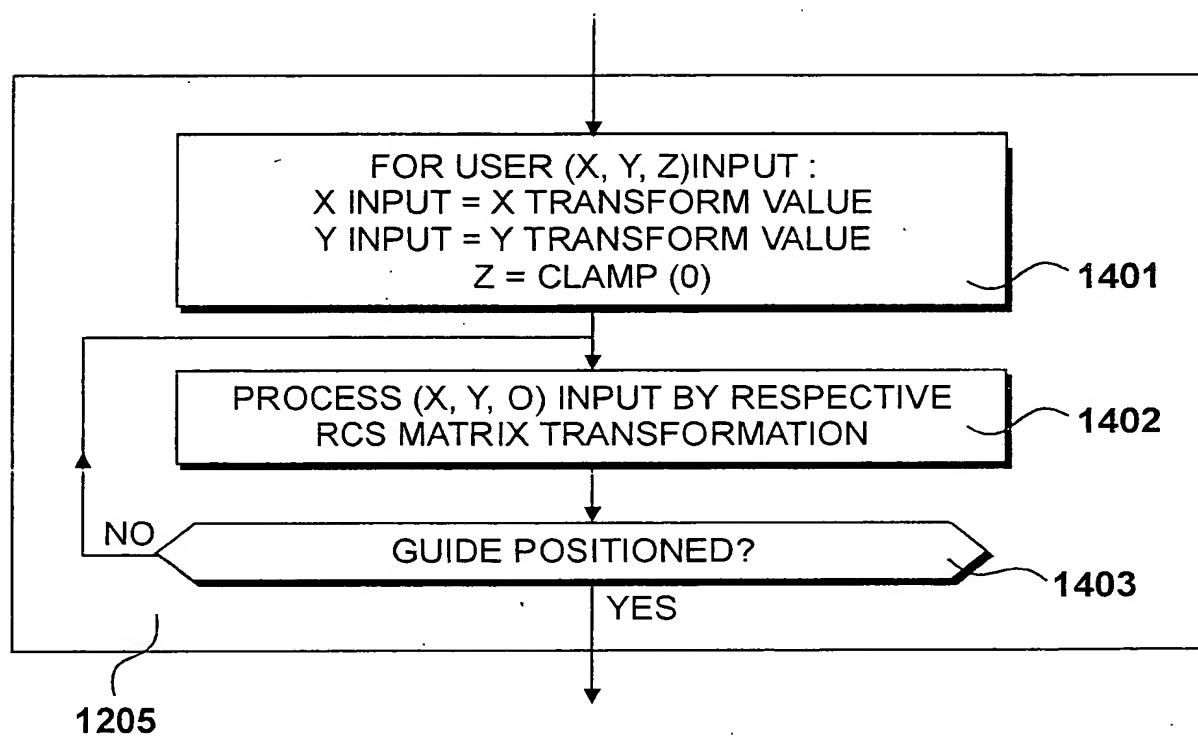 FOR USER (X, Y, Z)INPUT :
X INPUT = X TRANSFORM VALUE
Y INPUT = Y TRANSFORM VALUE
Z = CLAMP (0)
1401
PROCESS (X, Y, O) INPUT BY RESPECTIVE
RCS MATRIX TRANSFORMATION
1402
NO
GUIDE POSITIONED?
1403
YES
1205